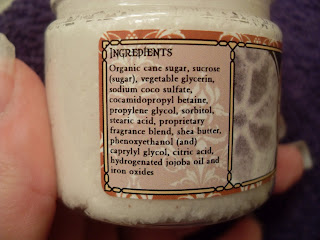 INGREDIENTS
Organic cane sugar, sucrose
(sugar), vegetable glycerin,
sodium coco sulfate,
cocamidopropyl betaine,
propylene glycol, sorbitol,
stearic acid, proprietary
fragrance blend, shea butter,
phenoxyethanol (and)
caprylyl glycol, citric acid,
hydrogenated jojoba oil and
iron oxides